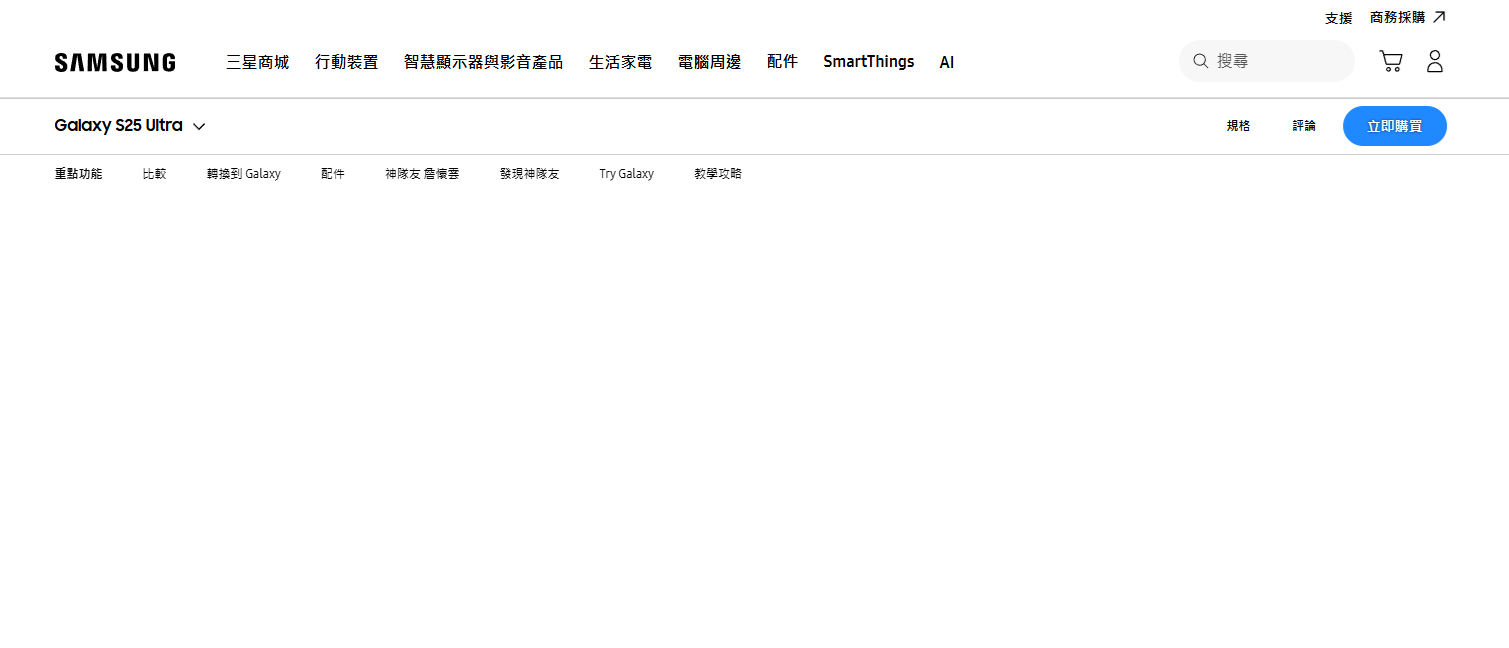 支援 商務採購
SAMSUNG 三星商城 行動裝置 智慧顯示器與影音產品 生活家電 電腦周邊 配件 SmartThings AI 搜尋
Galaxy S25 Ultra 規格 評論 立即購買
重點功能 比較 轉換到 Galaxy 配件 神隊友 詹懷雲 發現神隊友 Try Galaxy 教學攻略